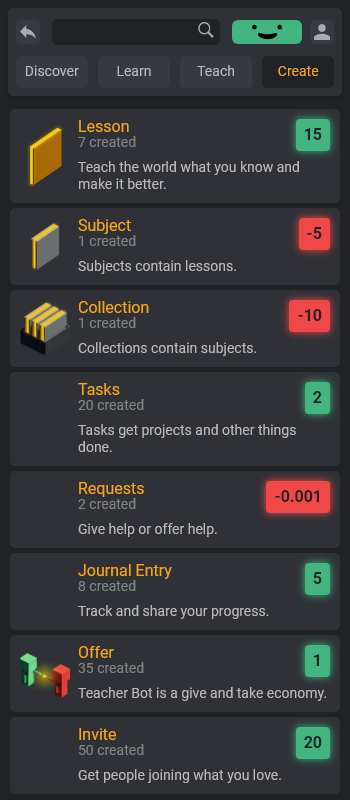 Discover
Learn
Teach
Create
Lesson
15
7 created
Teach the world what you know and
make it better.
Subject
-5
1 created
Subjects contain lessons.
Collection
-10
1 created
Collections contain subjects.
Tasks
2
20 created
Tasks get projects and other things
done.
Requests
-0.001
2 created
Give help or offer help.
Journal Entry
5
8 created
Track and share your progress.
Offer
1
35 created
Teacher Bot is a give and take economy.
Invite
20
50 created
Get people joining what you love.